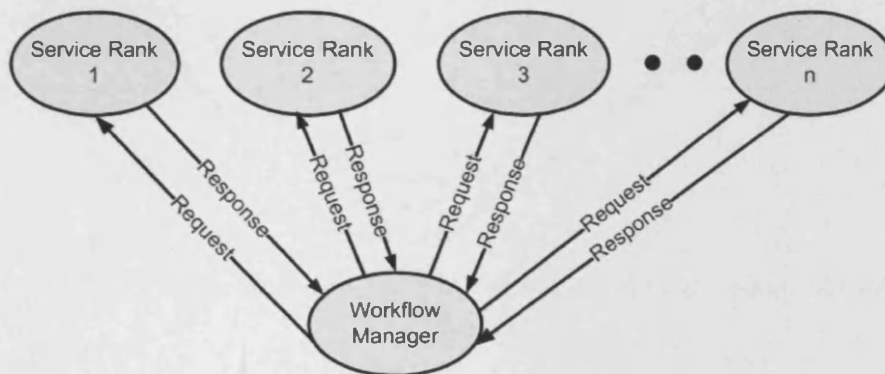 Service Rank
1
Service Rank
2
Service Rank
3
Service Rank
n
Request
Response
Request
Response
Request
Response
Request
Response
Workflow
Manager